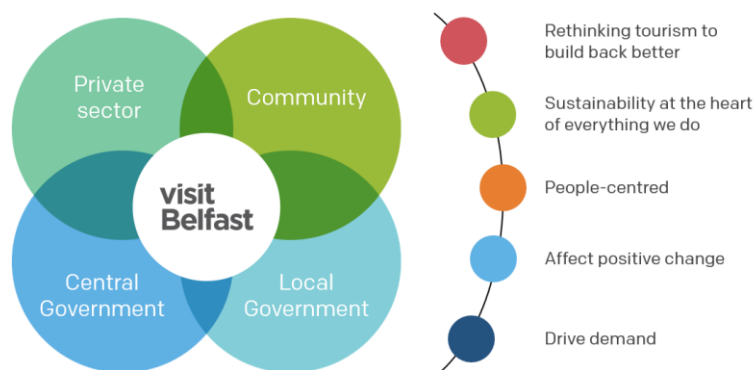 Private
sector
Community
visit
Belfast
Central
Government
Local
Government
Rethinking tourism to
build back better
Sustainability at the heart
of everything we do
People-centred
Affect positive change
Drive demand